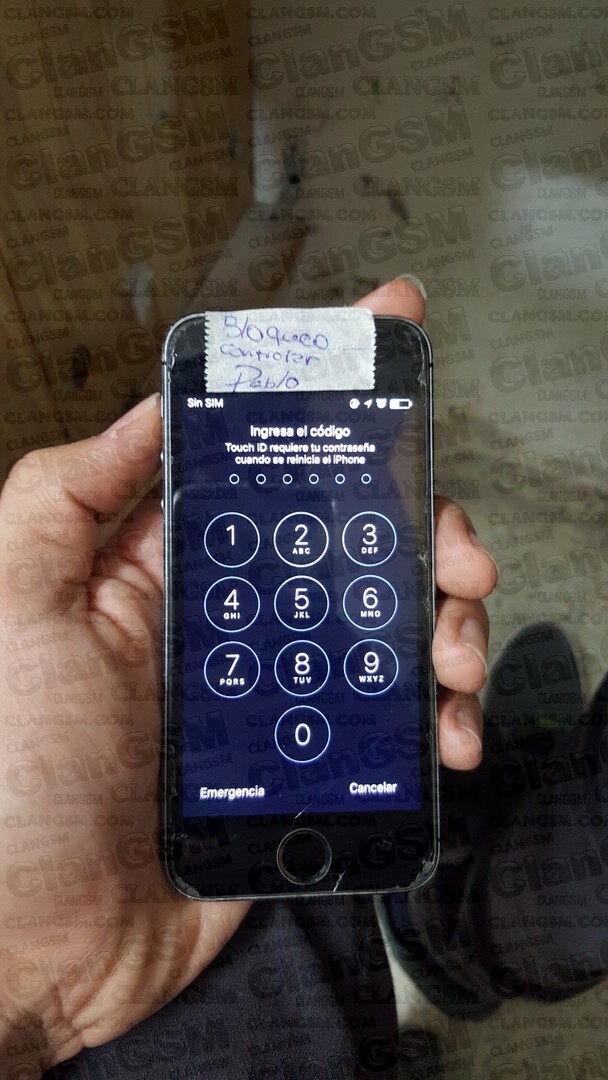 CLANGSM.COM
ClanGSM
CLANGSM
Bloqueo
controler
Pablo
Sin SIM
Ingresa el código
Touch ID requiere tu contraseña
cuando se reinicia el iPhone
1
2
ABC
3
DEF
4
GHI
5
JKL
6
MNO
7
PQRS
8
TUV
9
WXYZ
0
Emergencia
Cancelar